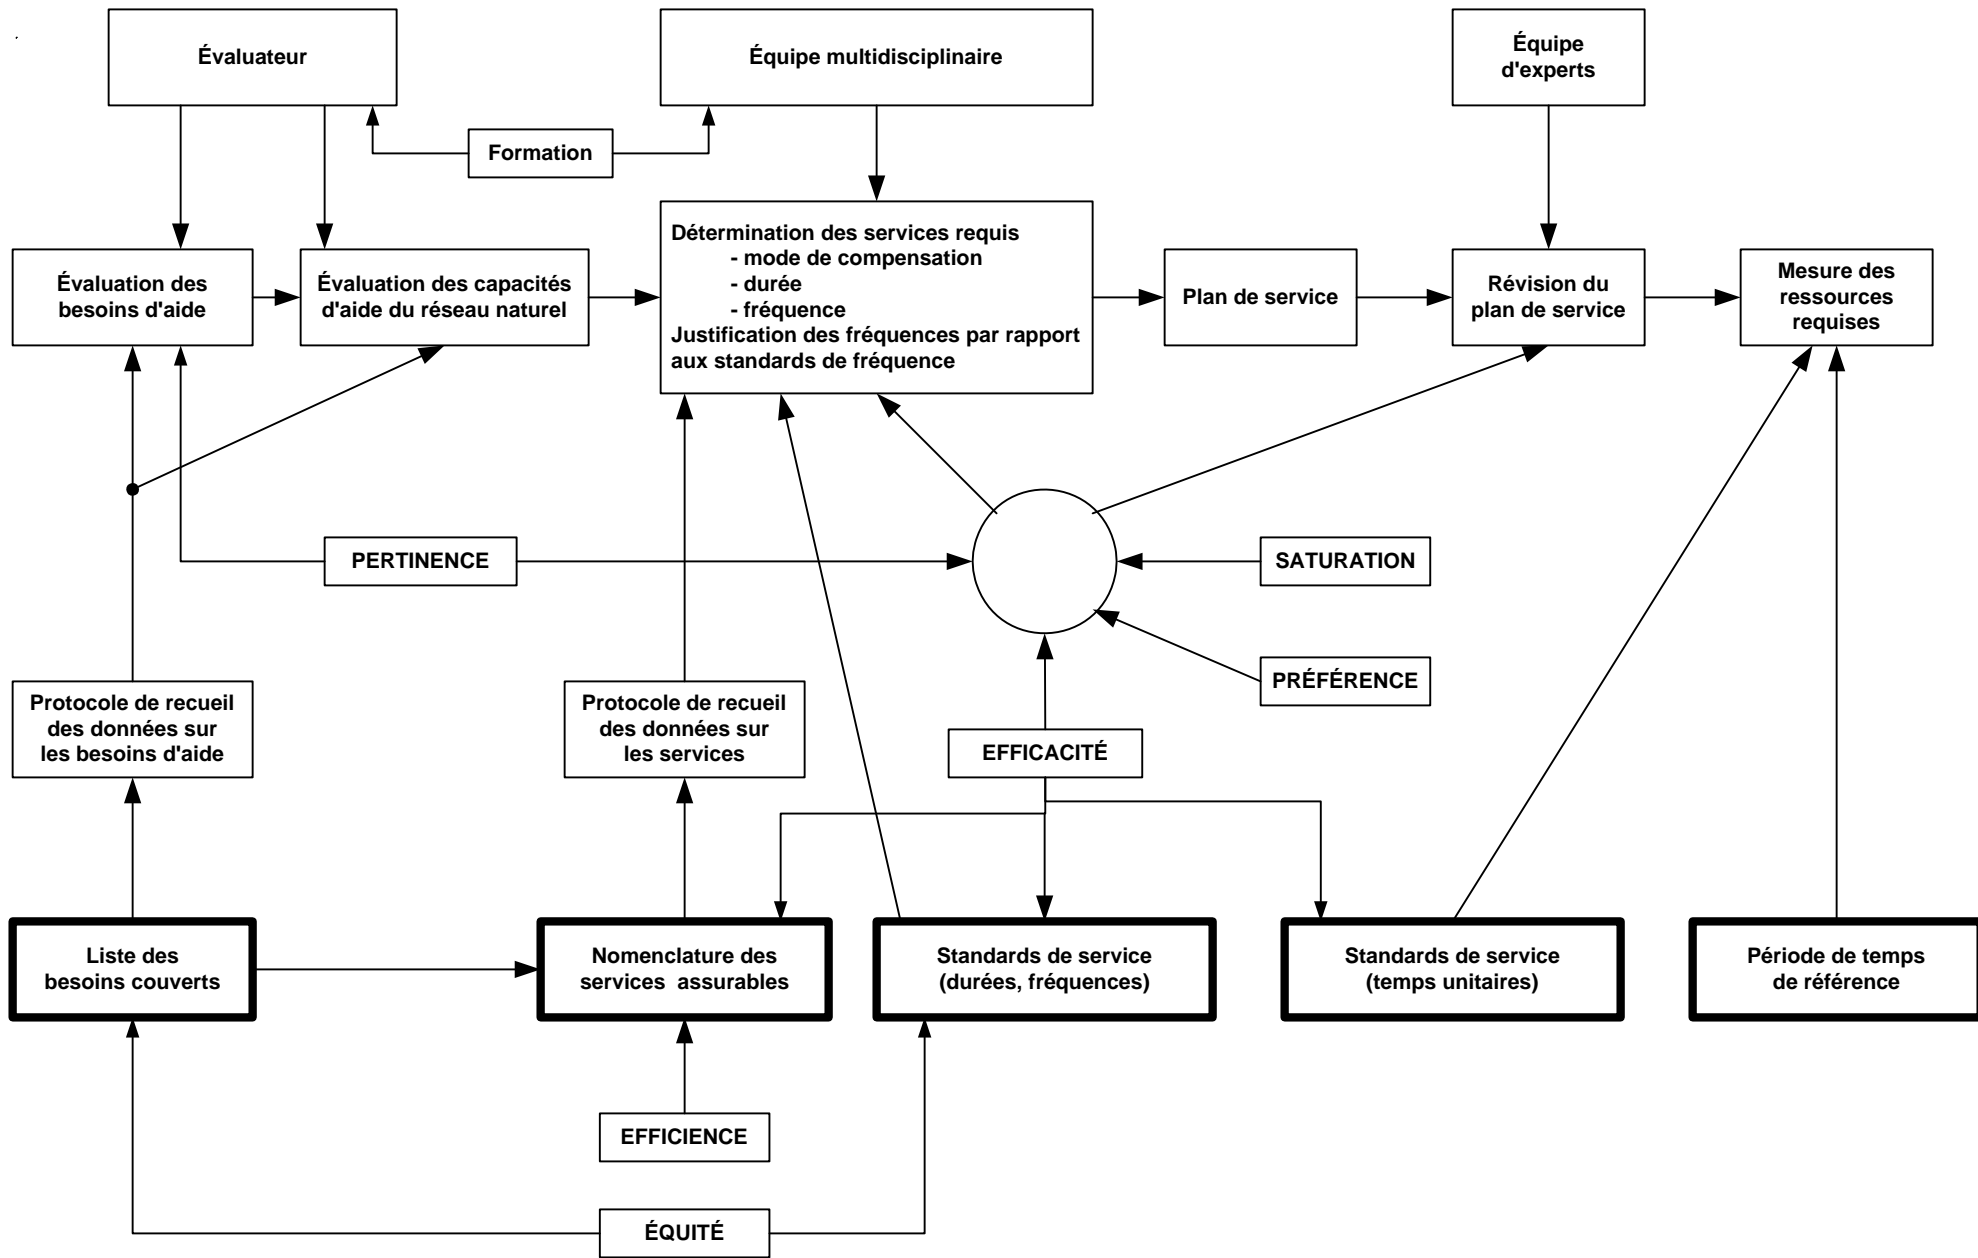 Évaluateur
Équipe multidisciplinaire
Équipe
d'experts
Formation
Évaluation des
besoins d'aide
Évaluation des capacités
d'aide du réseau naturel
Détermination des services requis
- mode de compensation
- durée
- fréquence
Justification des fréquences par rapport
aux standards de fréquence
Plan de service
Révision du
plan de service
Mesure des
ressources
requises
PERTINENCE
SATURATION
PRÉFÉRENCE
Protocole de recueil
des données sur
les besoins d'aide
Protocole de recueil
des données sur
les services
EFFICACITÉ
Liste des
besoins couverts
Nomenclature des
services assurables
Standards de service
(durées, fréquences)
Standards de service
(temps unitaires)
Période de temps
de référence
EFFICIENCE
ÉQUITÉ